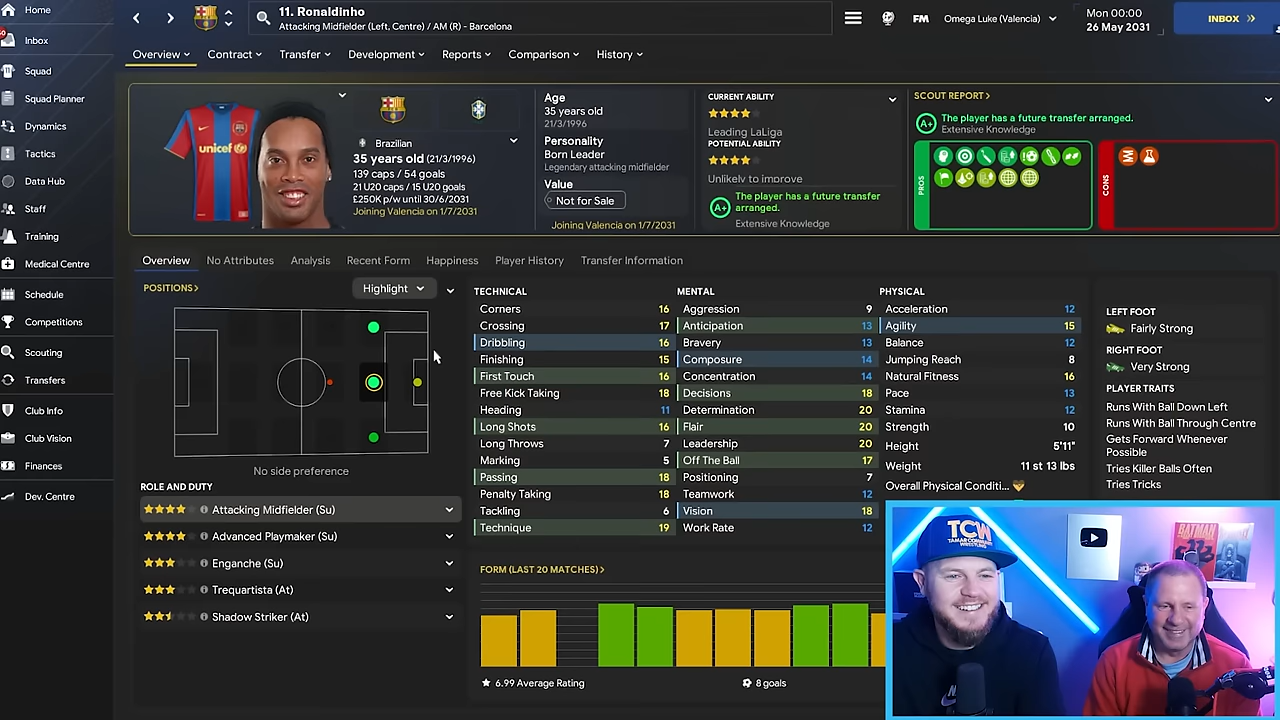 Home
Inbox
Squad
Squad Planner
Dynamics
Tactics
Data Hub
Staff
Training
Medical Centre
Schedule
Competitions
Scouting
Transfers
Club Info
Club Vision
Finances
Dev. Centre
11. Ronaldinho
Attacking Midfielder (Left, Centre) / AM (R) - Barcelona
FM
Omega Luke (Valencia)
Mon 00:00
26 May 2031
INBOX
Overview
Contract
Transfer
Development
Reports
Comparison
History
unicef
Brazilian
35 years old (21/3/1996)
139 caps / 54 goals
21 U20 caps / 15 U20 goals
£250K p/w until 30/6/2031
Joining Valencia on 1/7/2031
Age
35 years old
21/3/1996
Personality
Born Leader
Legendary attacking midfielder
Value
Not for Sale
Joining Valencia on 1/7/2031
CURRENT ABILITY
Leading LaLiga
POTENTIAL ABILITY
Unlikely to improve
A+ The player has a future transfer
arranged.
Extensive Knowledge
SCOUT REPORT >
A+ The player has a future transfer arranged.
Extensive Knowledge
PROS
CONS
Overview
No Attributes
Analysis
Recent Form
Happiness
Player History
Transfer Information
POSITIONS >
Highlight
No side preference
ROLE AND DUTY
Attacking Midfielder (Su)
Advanced Playmaker (Su)
Enganche (Su)
Trequartista (At)
Shadow Striker (At)
TECHNICAL
Corners 16
Crossing 17
Dribbling 16
Finishing 15
First Touch 16
Free Kick Taking 18
Heading 11
Long Shots 16
Long Throws 7
Marking 5
Passing 18
Penalty Taking 18
Tackling 6
Technique 19
MENTAL
Aggression 9
Anticipation 13
Bravery 13
Composure 14
Concentration 14
Decisions 18
Determination 20
Flair 20
Leadership 20
Off The Ball 17
Positioning 7
Teamwork 12
Vision 18
Work Rate 12
PHYSICAL
Acceleration 12
Agility 15
Balance 12
Jumping Reach 8
Natural Fitness 16
Pace 13
Stamina 12
Strength 10
Height 5'11"
Weight 11 st 13 lbs
Overall Physical Conditi...
LEFT FOOT
Fairly Strong
RIGHT FOOT
Very Strong
PLAYER TRAITS
Runs With Ball Down Left
Runs With Ball Through Centre
Gets Forward Whenever
Possible
Tries Killer Balls Often
Tries Tricks
FORM (LAST 20 MATCHES) >
6.99 Average Rating
8 goals
TCW
WRESTLING
BATMAN